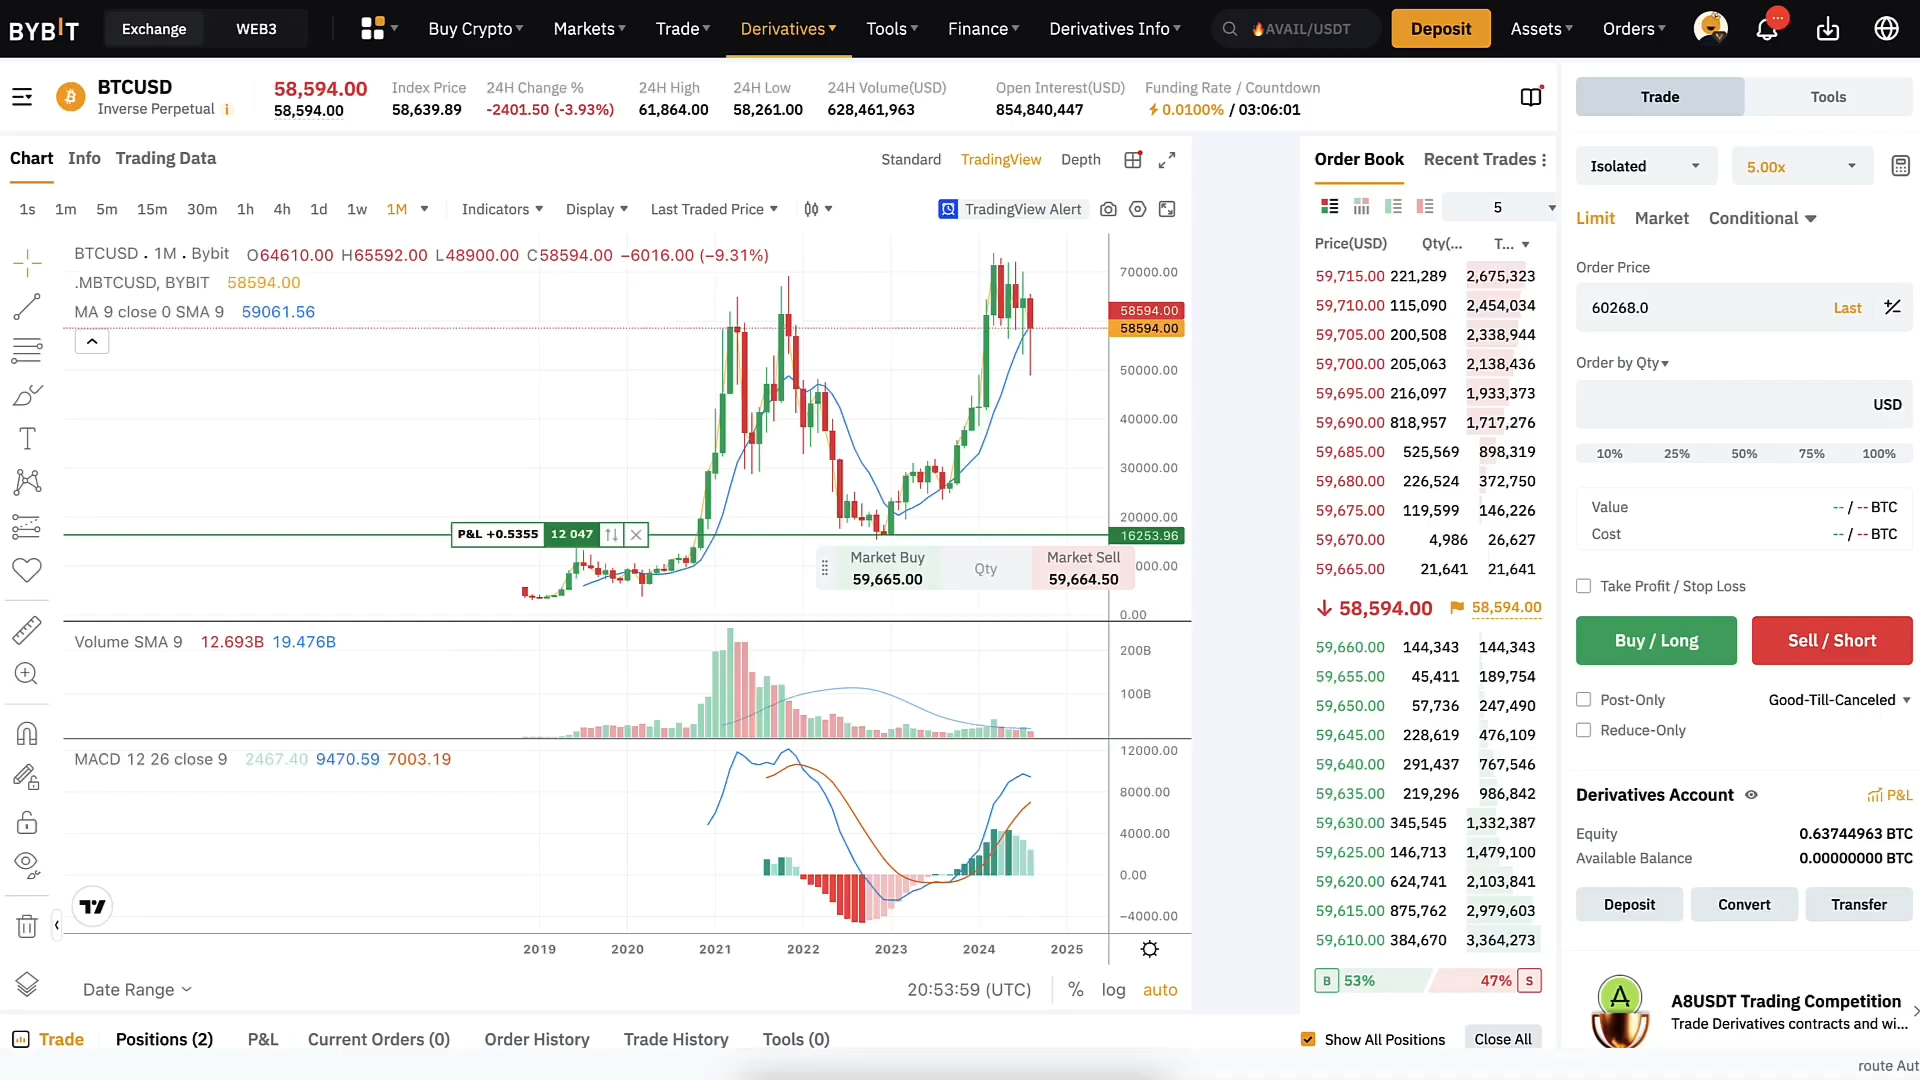 BYBIT Exchange WEB3 Buy Crypto Markets Trade Derivatives Tools Finance Derivatives Info 🔥AVAIL/USDT Deposit Assets Orders
BTCUSD
Inverse Perpetual
58,594.00
58,594.00
Index Price
58,639.89
24H Change %
-2401.50 (-3.93%)
24H High
61,864.00
24H Low
58,261.00
24H Volume(USD)
628,461,963
Open Interest(USD)
854,840,447
Funding Rate / Countdown
0.0100% / 03:06:01
Chart Info Trading Data
Standard TradingView Depth
1s 1m 5m 15m 30m 1h 4h 1d 1w 1M Indicators Display Last Traded Price TradingView Alert
BTCUSD . 1M . Bybit O64610.00 H65592.00 L48900.00 C58594.00 −6016.00 (−9.31%)
.MBTCUSD, BYBIT 58594.00
MA 9 close 0 SMA 9 59061.56
70000.00
58594.00
58594.00
50000.00
40000.00
30000.00
20000.00
16253.96
000.00
0.00
P&L +0.5355 12 047
Market Buy
59,665.00
Qty
Market Sell
59,664.50
Volume SMA 9 12.693B 19.476B
200B
100B
MACD 12 26 close 9 2467.40 9470.59 7003.19
12000.00
8000.00
4000.00
0.00
−4000.00
2019 2020 2021 2022 2023 2024 2025
Date Range 20:53:59 (UTC) % log auto
Order Book Recent Trades
5
Price(USD) Qty(... T...
59,715.00 221,289 2,675,323
59,710.00 115,090 2,454,034
59,705.00 200,508 2,338,944
59,700.00 205,063 2,138,436
59,695.00 216,097 1,933,373
59,690.00 818,957 1,717,276
59,685.00 525,569 898,319
59,680.00 226,524 372,750
59,675.00 119,599 146,226
59,670.00 4,986 26,627
59,665.00 21,641 21,641
58,594.00 58,594.00
59,660.00 144,343 144,343
59,655.00 45,411 189,754
59,650.00 57,736 247,490
59,645.00 228,619 476,109
59,640.00 291,437 767,546
59,635.00 219,296 986,842
59,630.00 345,545 1,332,387
59,625.00 146,713 1,479,100
59,620.00 624,741 2,103,841
59,615.00 875,762 2,979,603
59,610.00 384,670 3,364,273
B 53% 47% S
Trade Tools
Isolated 5.00x
Limit Market Conditional
Order Price
60268.0 Last
Order by Qty
USD
10% 25% 50% 75% 100%
Value -- / -- BTC
Cost -- / -- BTC
Take Profit / Stop Loss
Buy / Long Sell / Short
Post-Only Good-Till-Canceled
Reduce-Only
Derivatives Account P&L
Equity 0.63744963 BTC
Available Balance 0.00000000 BTC
Deposit Convert Transfer
A8USDT Trading Competition
Trade Derivatives contracts and wi...
Trade Positions (2) P&L Current Orders (0) Order History Trade History Tools (0) Show All Positions Close All
route Aut